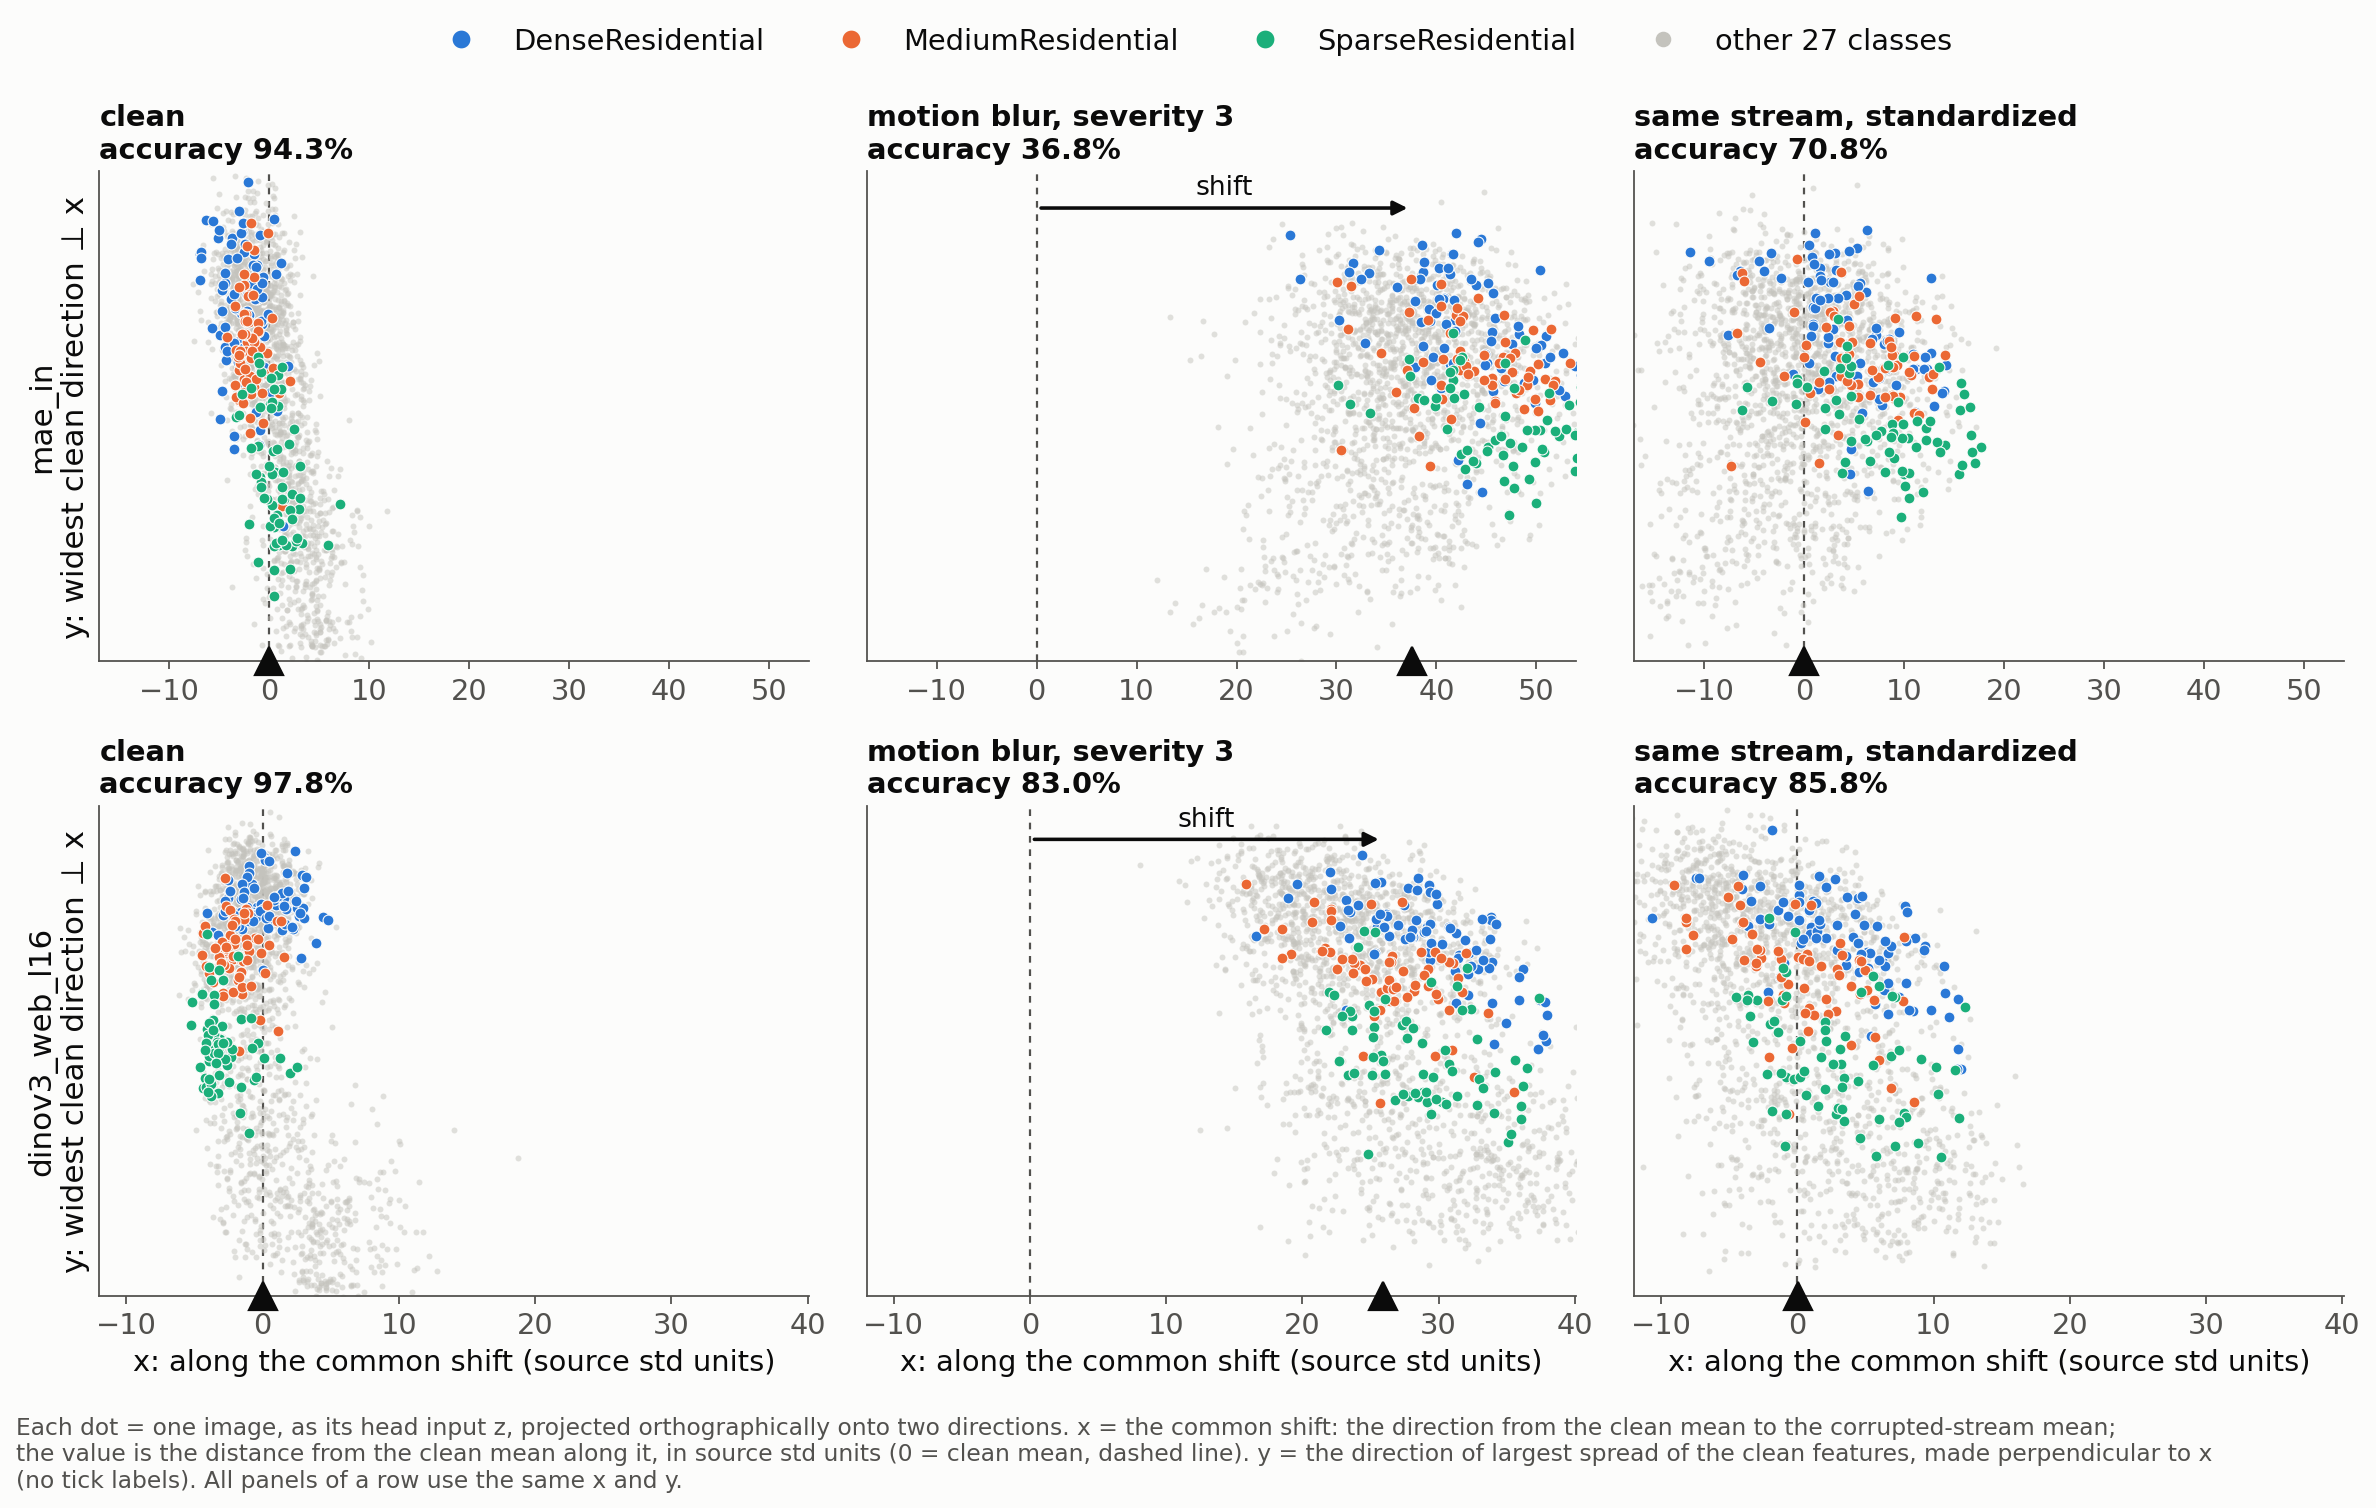 DenseResidential MediumResidential SparseResidential other 27 classes
clean
accuracy 94.3%
motion blur, severity 3
accuracy 36.8%
same stream, standardized
accuracy 70.8%
shift
mae_in
y: widest clean direction ⊥ x
−10 0 10 20 30 40 50
−10 0 10 20 30 40 50
−10 0 10 20 30 40 50
clean
accuracy 97.8%
motion blur, severity 3
accuracy 83.0%
same stream, standardized
accuracy 85.8%
shift
dinov3_web_l16
y: widest clean direction ⊥ x
−10 0 10 20 30 40
−10 0 10 20 30 40
−10 0 10 20 30 40
x: along the common shift (source std units)
x: along the common shift (source std units)
x: along the common shift (source std units)
Each dot = one image, as its head input z, projected orthographically onto two directions. x = the common shift: the direction from the clean mean to the corrupted-stream mean;
the value is the distance from the clean mean along it, in source std units (0 = clean mean, dashed line). y = the direction of largest spread of the clean features, made perpendicular to x
(no tick labels). All panels of a row use the same x and y.